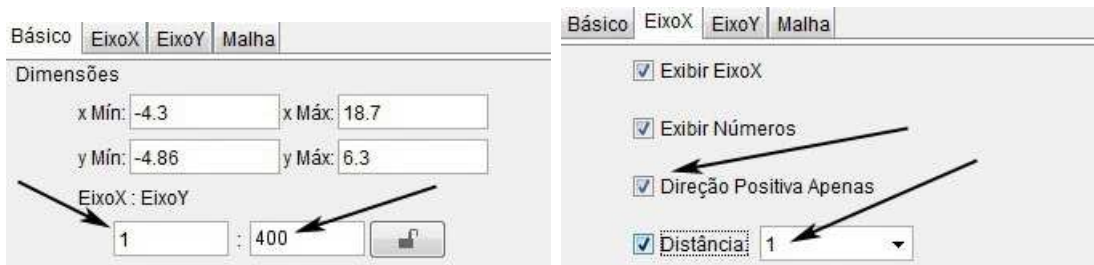 Básico EixoX EixoY Malha
Dimensões
x Mín: -4.3 x Máx: 18.7
y Mín: -4.86 y Máx: 6.3
EixoX : EixoY
1 : 400
Básico EixoX EixoY Malha
Exibir EixoX
Exibir Números
Direção Positiva Apenas
Distância: 1